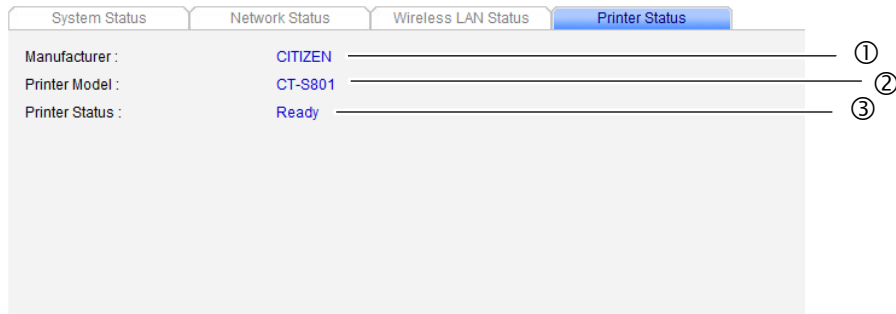 System Status Network Status Wireless LAN Status Printer Status
Manufacturer : CITIZEN ①
Printer Model : CT-S801 ②
Printer Status : Ready ③